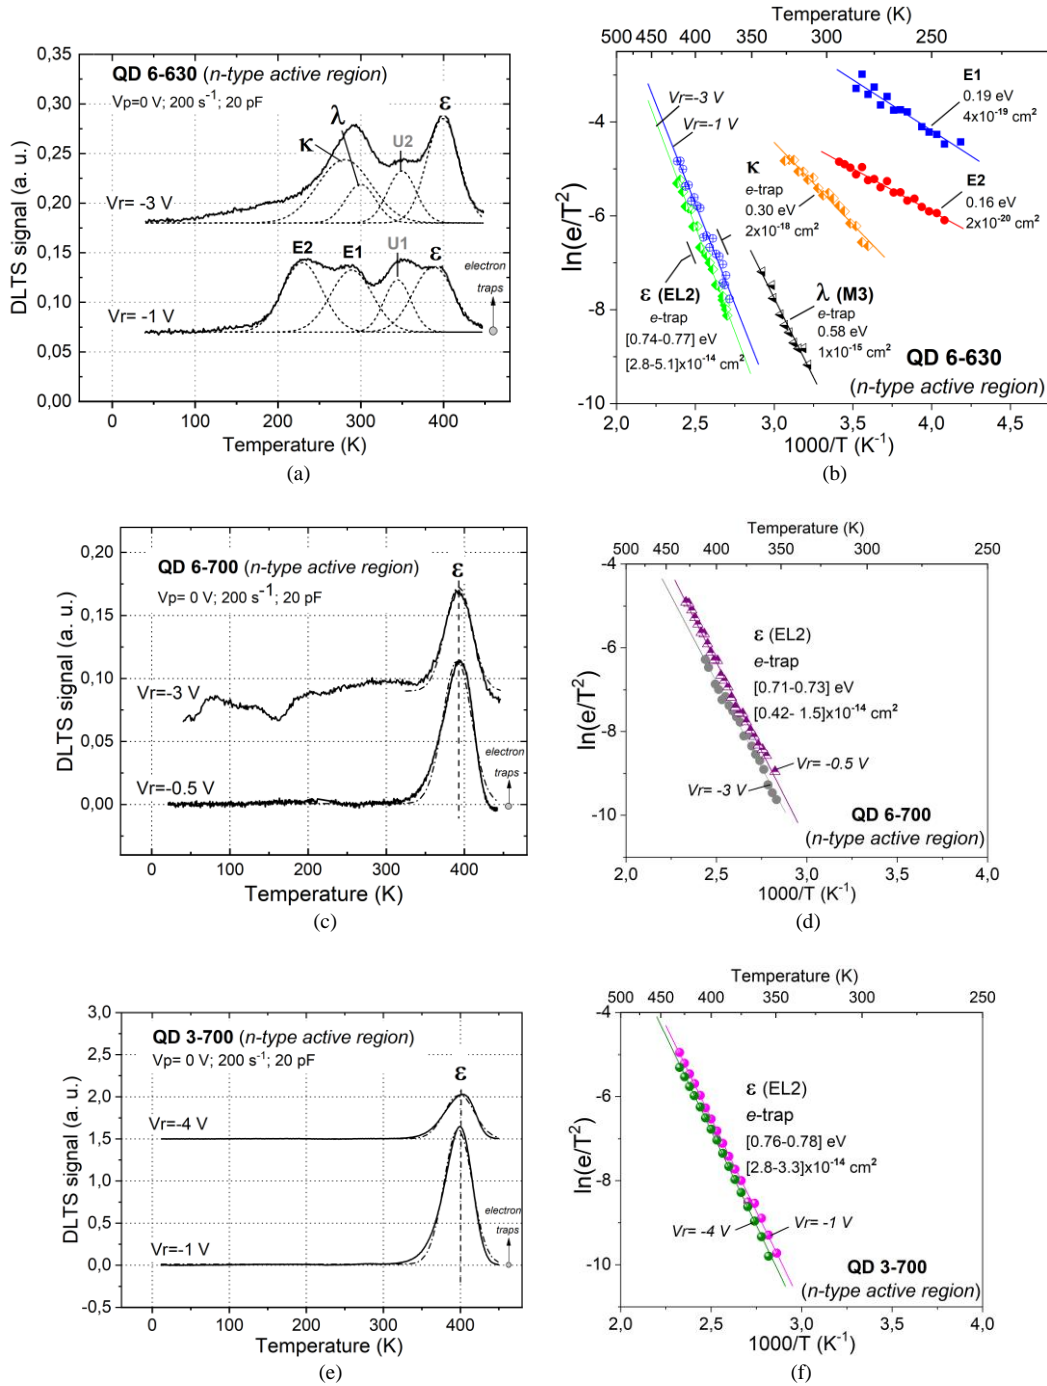 QD 6-630 (n-type active region)
Vp=0 V; 200 s⁻¹; 20 pF
λ
κ
U2
ε
Vr= -3 V
E2
E1
U1
ε
electron
traps
Vr= -1 V
DLTS signal (a. u.)
0,35
0,30
0,25
0,20
0,15
0,10
0,05
0,00
0 100 200 300 400
Temperature (K)
(a)
Temperature (K)
500 450 400 350 300 250
Vr=-3 V
Vr=-1 V
E1
0.19 eV
4x10⁻¹⁹ cm²
κ
e-trap
0.30 eV
2x10⁻¹⁸ cm²
E2
0.16 eV
2x10⁻²⁰ cm²
ε (EL2)
e-trap
[0.74-0.77] eV
[2.8-5.1]x10⁻¹⁴ cm²
λ (M3)
e-trap
0.58 eV
1x10⁻¹⁵ cm²
QD 6-630
(n-type active region)
ln(e/T²)
-4
-6
-8
-10
2,0 2,5 3,0 3,5 4,0 4,5
1000/T (K⁻¹)
(b)
QD 6-700 (n-type active region)
Vp= 0 V; 200 s⁻¹; 20 pF
ε
Vr=-3 V
electron
traps
Vr=-0.5 V
DLTS signal (a. u.)
0,20
0,15
0,10
0,05
0,00
0 100 200 300 400
Temperature (K)
(c)
Temperature (K)
500 450 400 350 300 250
ε (EL2)
e-trap
[0.71-0.73] eV
[0.42- 1.5]x10⁻¹⁴ cm²
Vr= -0.5 V
Vr= -3 V
QD 6-700
(n-type active region)
ln(e/T²)
-4
-6
-8
-10
2,0 2,5 3,0 3,5 4,0
1000/T (K⁻¹)
(d)
QD 3-700 (n-type active region)
Vp= 0 V; 200 s⁻¹; 20 pF
ε
Vr=-4 V
electron
traps
Vr=-1 V
DLTS signal (a. u.)
3,0
2,5
2,0
1,5
1,0
0,5
0,0
-0,5
0 100 200 300 400
Temperature (K)
(e)
Temperature (K)
500 450 400 350 300 250
ε (EL2)
e-trap
[0.76-0.78] eV
[2.8-3.3]x10⁻¹⁴ cm²
Vr= -4 V
Vr= -1 V
QD 3-700
(n-type active region)
ln(e/T²)
-4
-6
-8
-10
2,0 2,5 3,0 3,5 4,0
1000/T (K⁻¹)
(f)